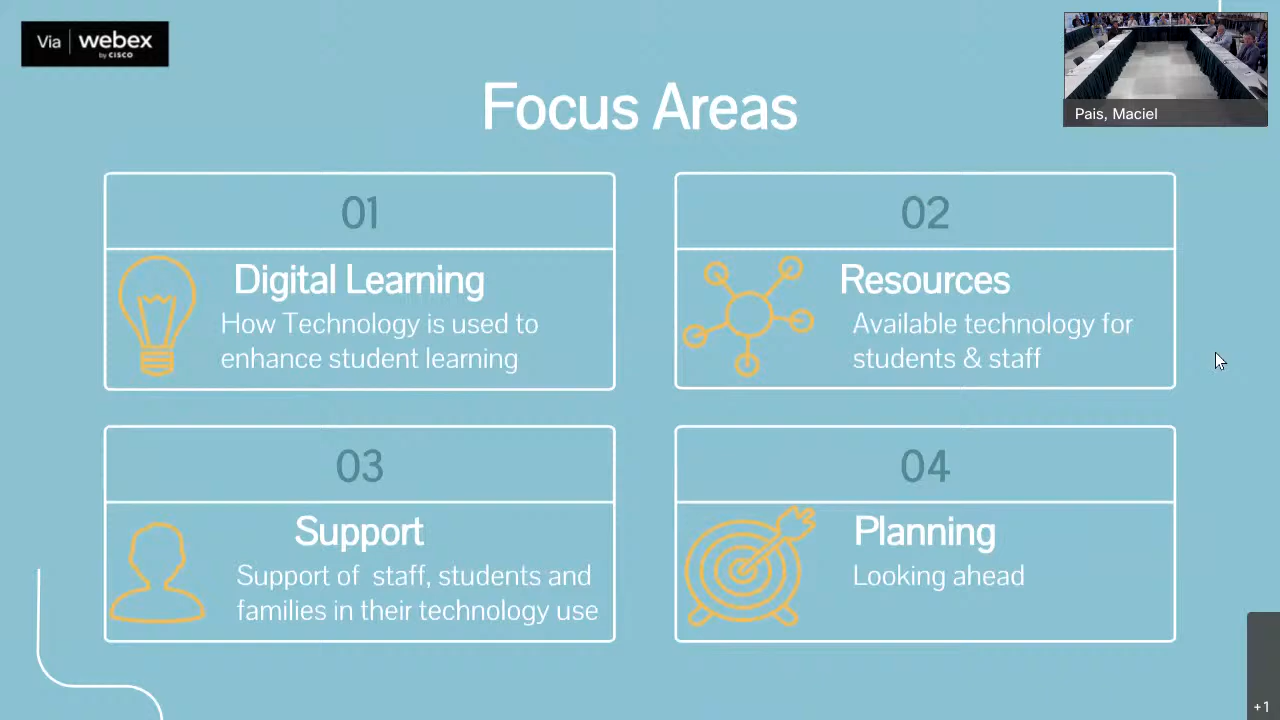 Via webex
by CISCO
Pais, Maciel
Focus Areas
01
Digital Learning
How Technology is used to
enhance student learning
02
Resources
Available technology for
students & staff
03
Support
Support of staff, students and
families in their technology use
04
Planning
Looking ahead
+1